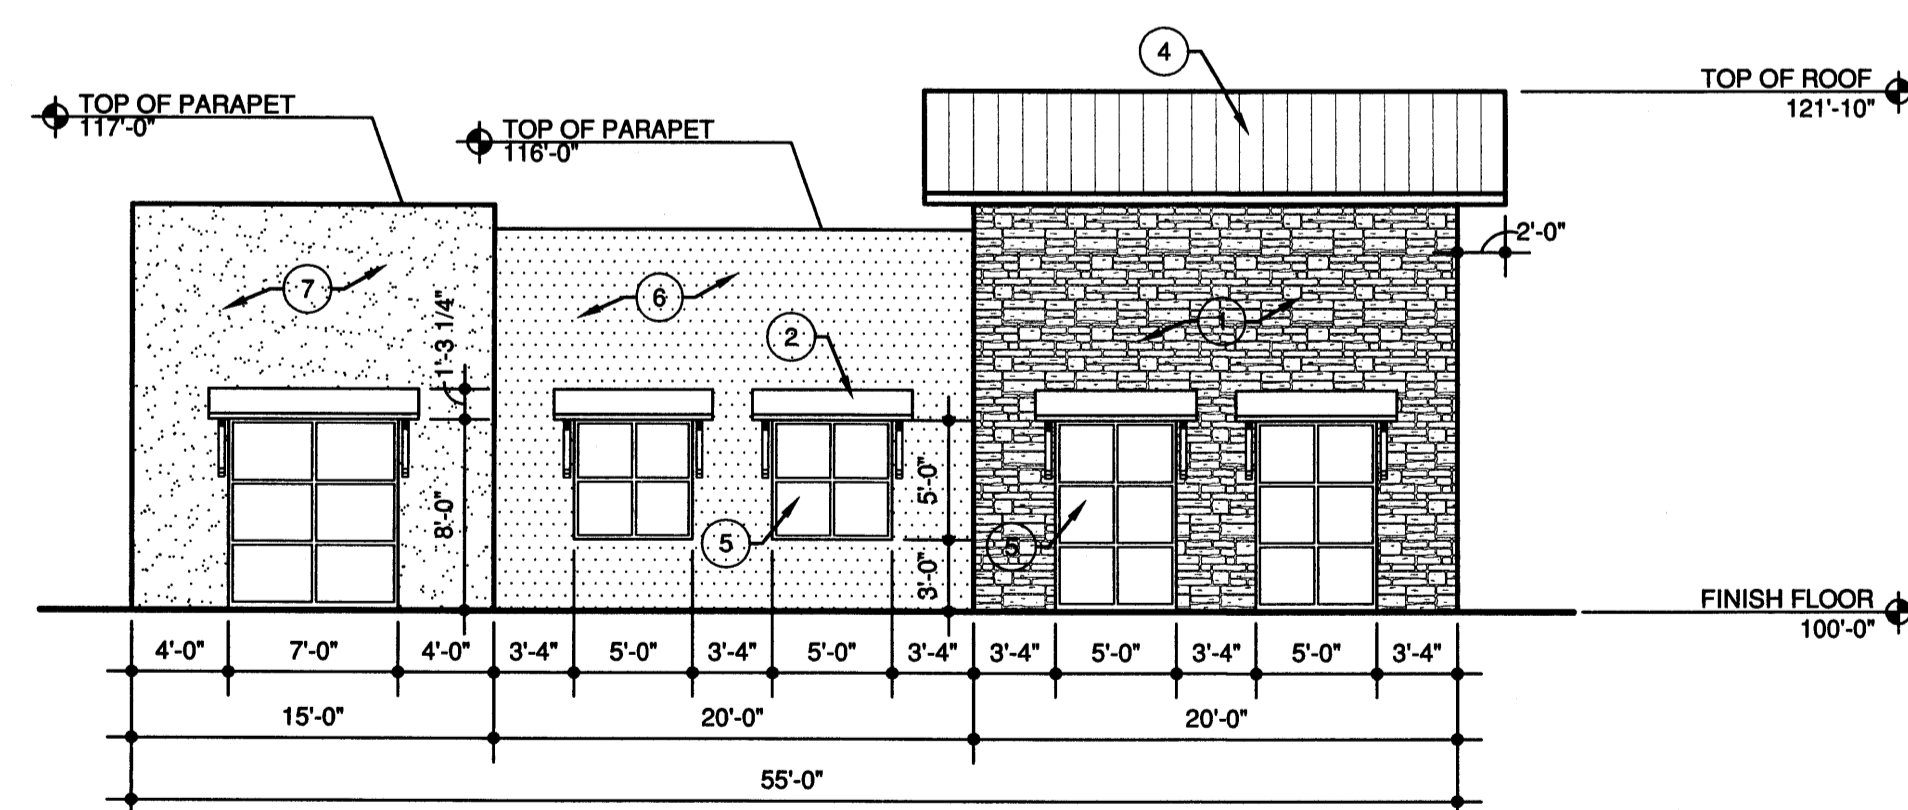 4
TOP OF ROOF
121'-10"
TOP OF PARAPET
117'-0"
TOP OF PARAPET
116'-0"
2'-0"
7
6
1
1'-3 1/4"
2
8'-0"
5'-0"
5
5
3'-0"
FINISH FLOOR
100'-0"
4'-0" 7'-0" 4'-0" 3'-4" 5'-0" 3'-4" 5'-0" 3'-4" 3'-4" 5'-0" 3'-4" 5'-0" 3'-4"
15'-0" 20'-0" 20'-0"
55'-0"